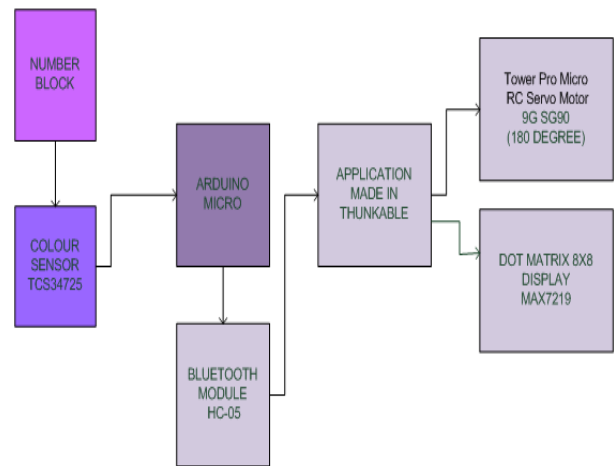 NUMBER
BLOCK
COLOUR
SENSOR
TCS34725
ARDUINO
MICRO
BLUETOOTH
MODULE
HC-05
APPLICATION
MADE IN
THUNKABLE
Tower Pro Micro
RC Servo Motor
9G SG90
(180 DEGREE)
DOT MATRIX 8X8
DISPLAY
MAX7219